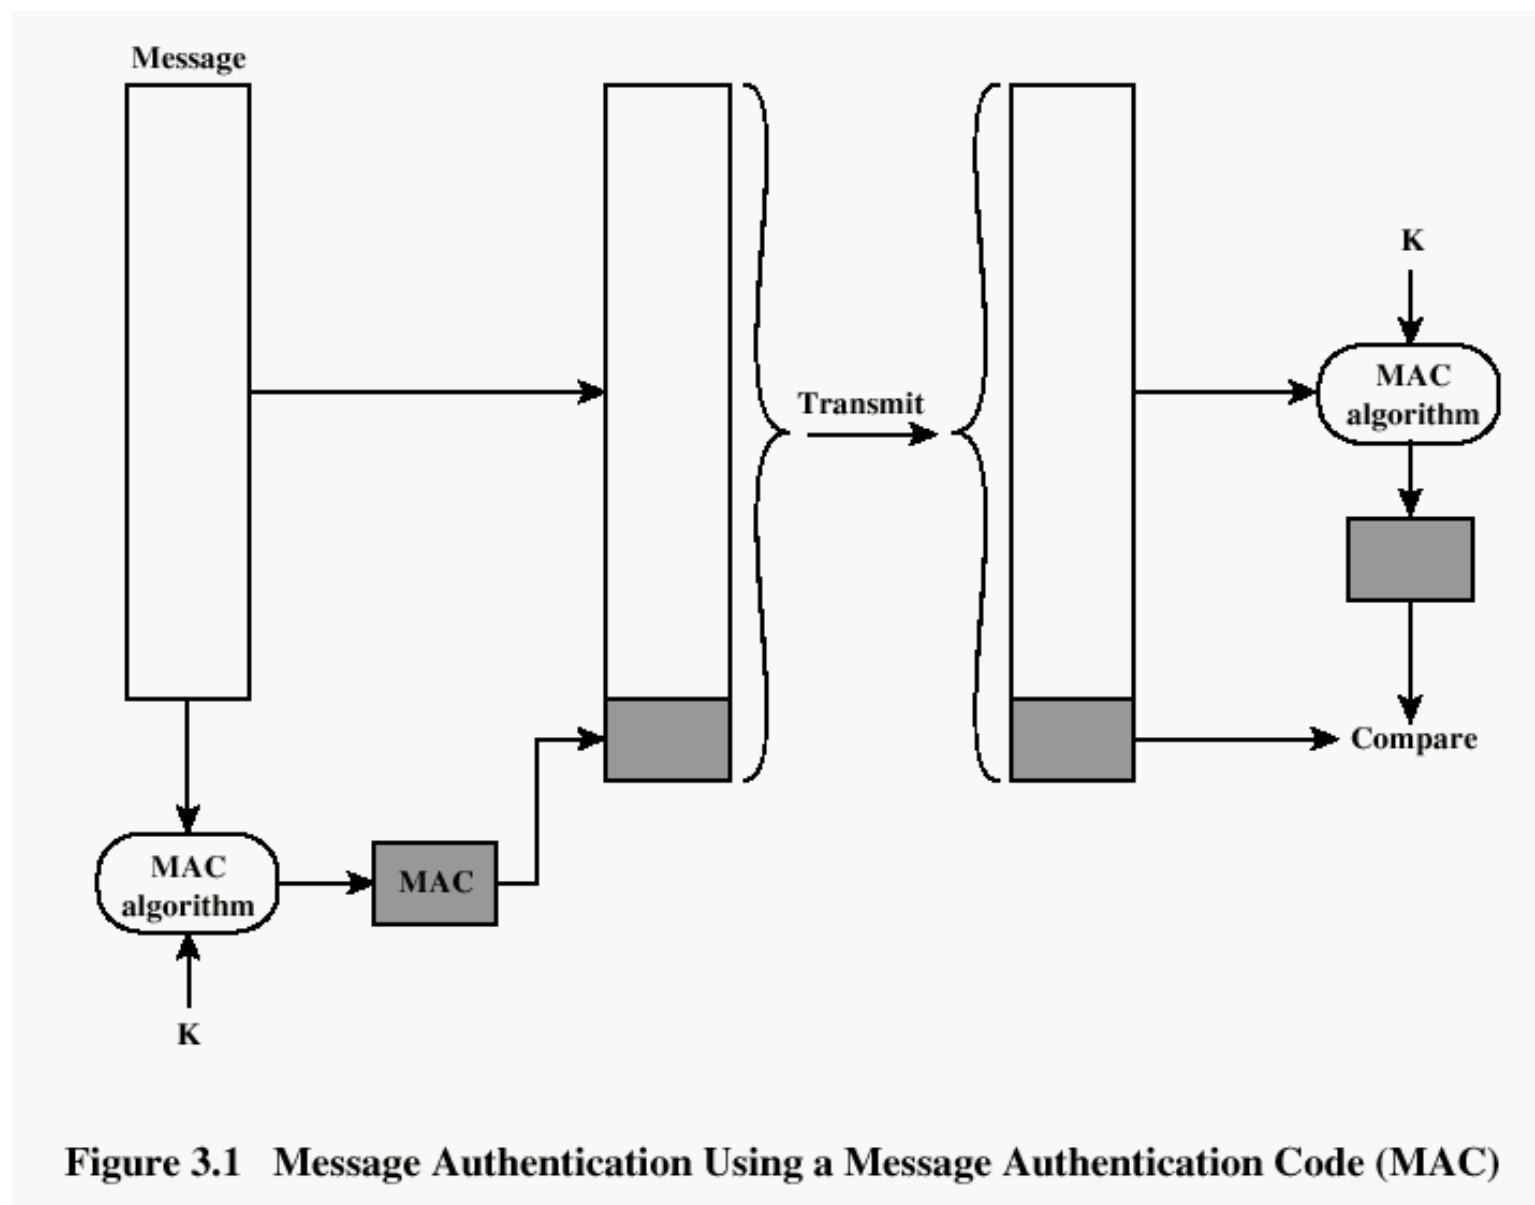 Message
K
MAC
algorithm
Transmit
Compare
MAC
algorithm
MAC
K
Figure 3.1 Message Authentication Using a Message Authentication Code (MAC)